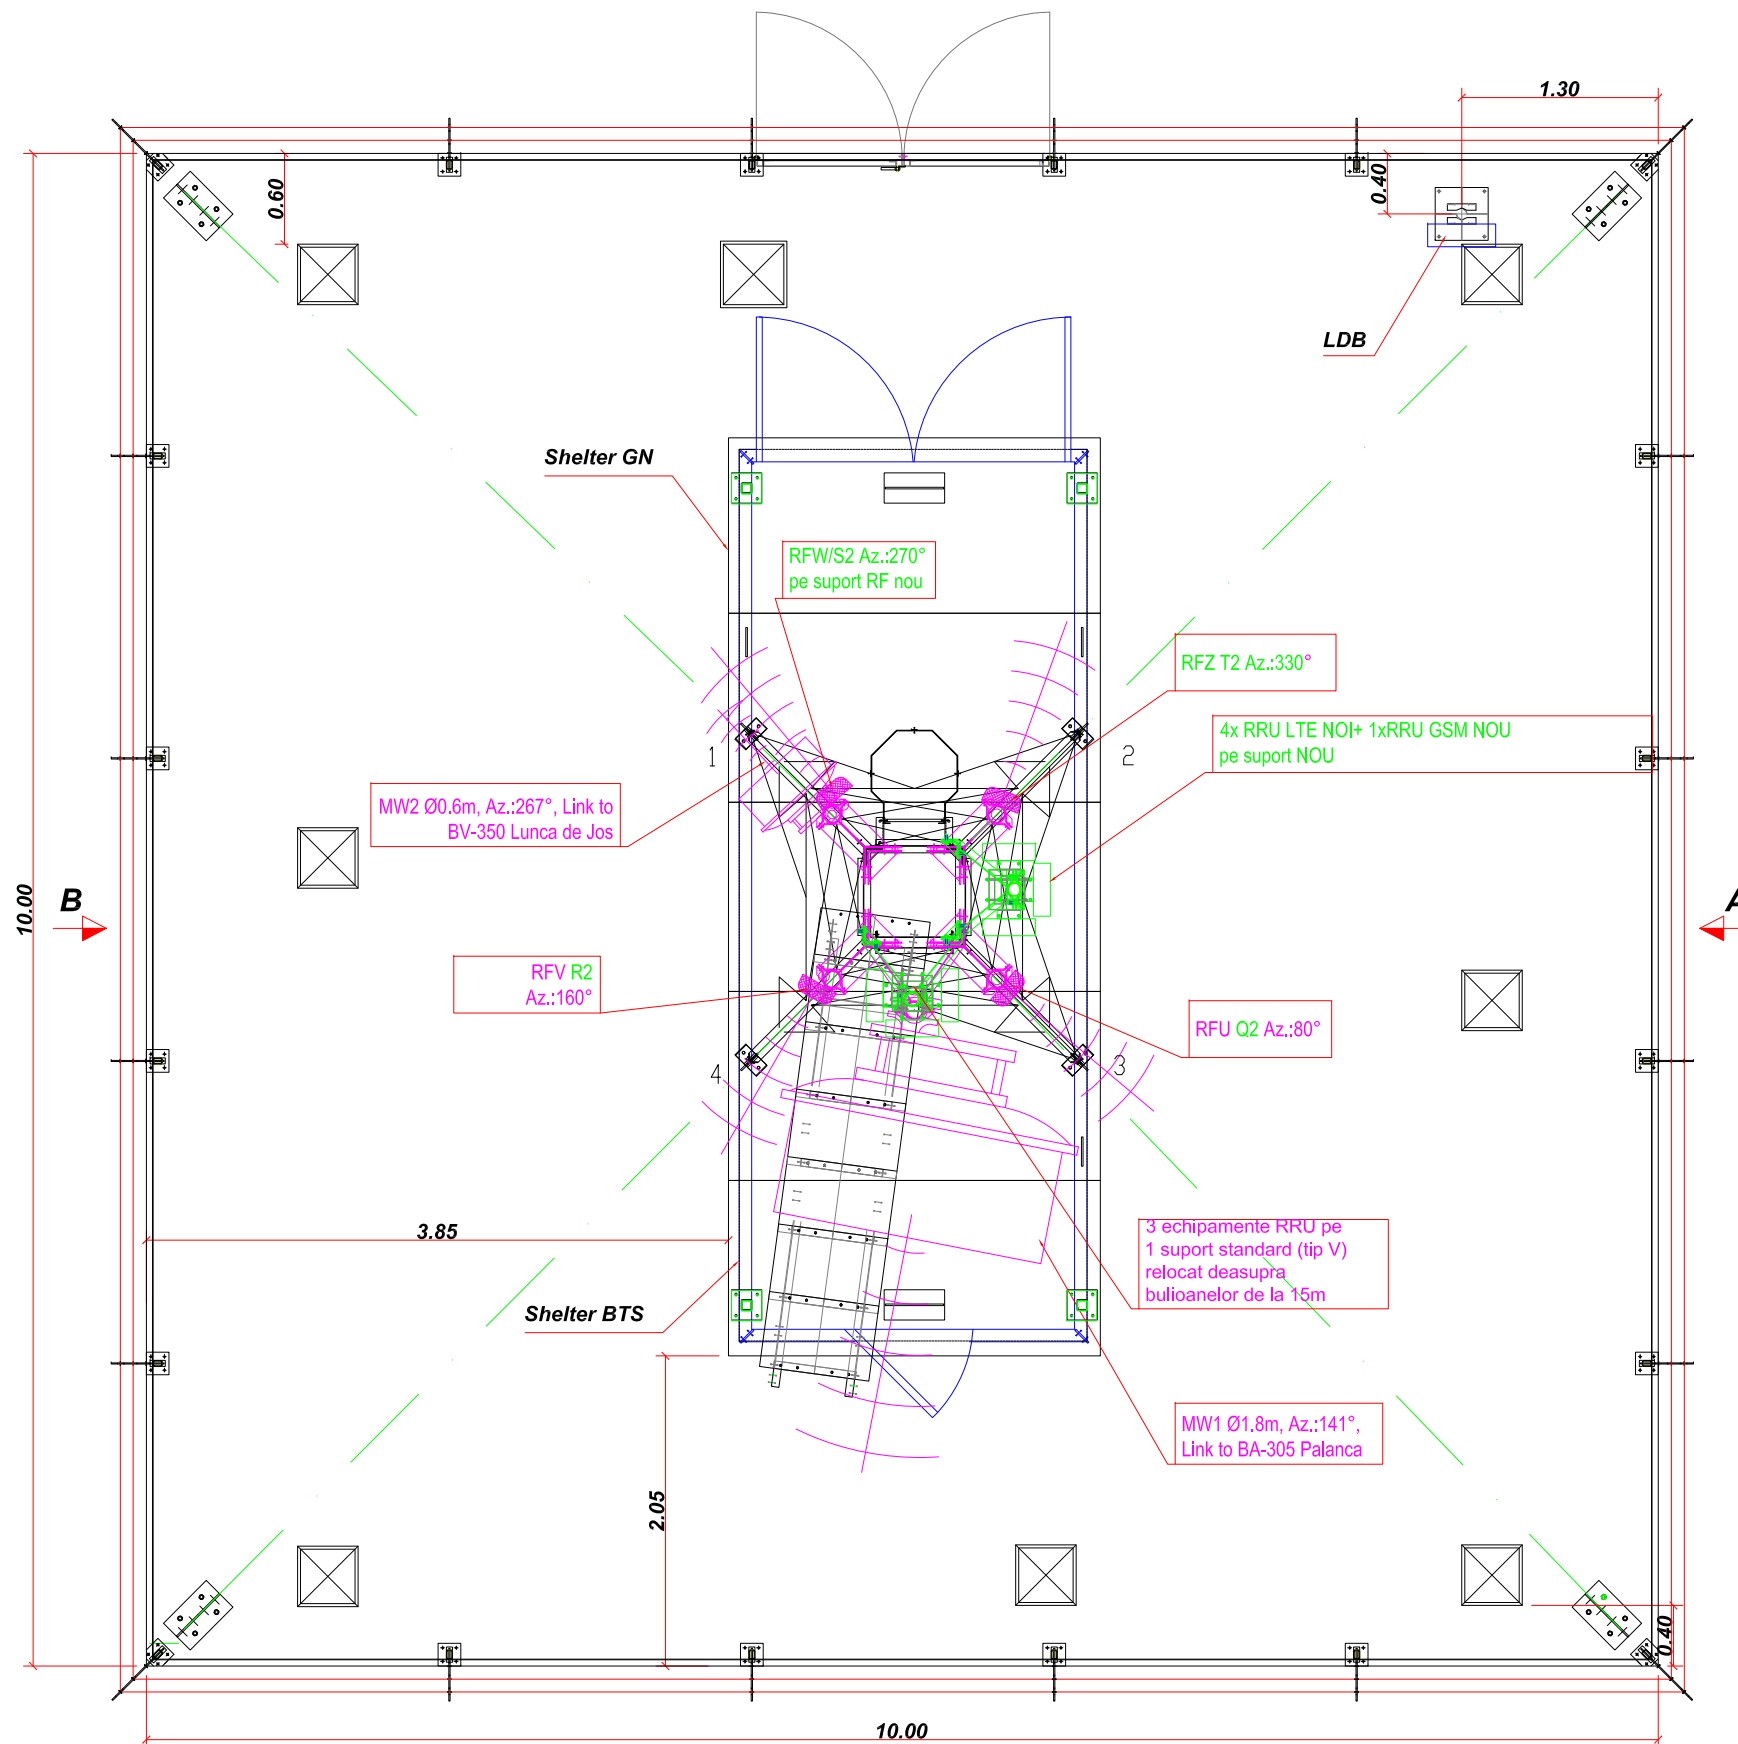 1.30
0.60
0.40
LDB
Shelter GN
RFW/S2 Az.:270°
pe suport RF nou
RFZ T2 Az.:330°
4x RRU LTE NOI+ 1xRRU GSM NOU
pe suport NOU
1
2
MW2 Ø0.6m, Az.:267°, Link to
BV-350 Lunca de Jos
10.00
B
A
RFV R2
Az.:160°
RFU Q2 Az.:80°
4
3
3.85
3 echipamente RRU pe
1 suport standard (tip V)
relocat deasupra
bulioanelor de la 15m
Shelter BTS
MW1 Ø1.8m, Az.:141°,
Link to BA-305 Palanca
2.05
0.40
10.00